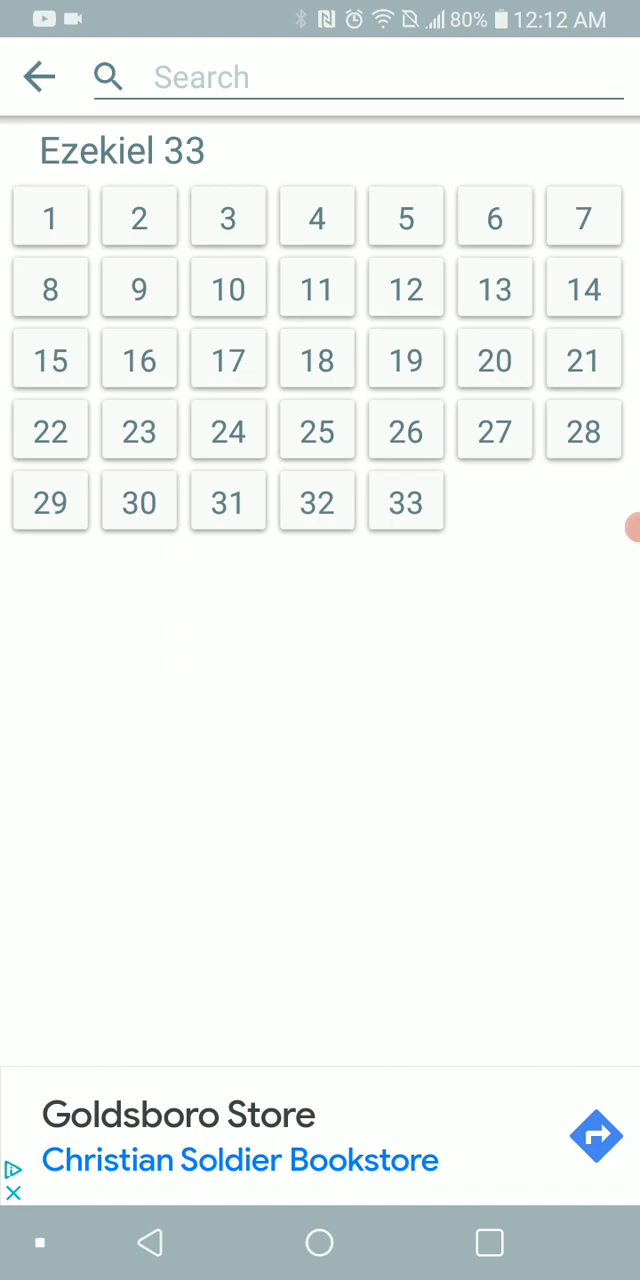 80% 12:12 AM
Search
Ezekiel 33
1 2 3 4 5 6 7
8 9 10 11 12 13 14
15 16 17 18 19 20 21
22 23 24 25 26 27 28
29 30 31 32 33
Goldsboro Store
Christian Soldier Bookstore